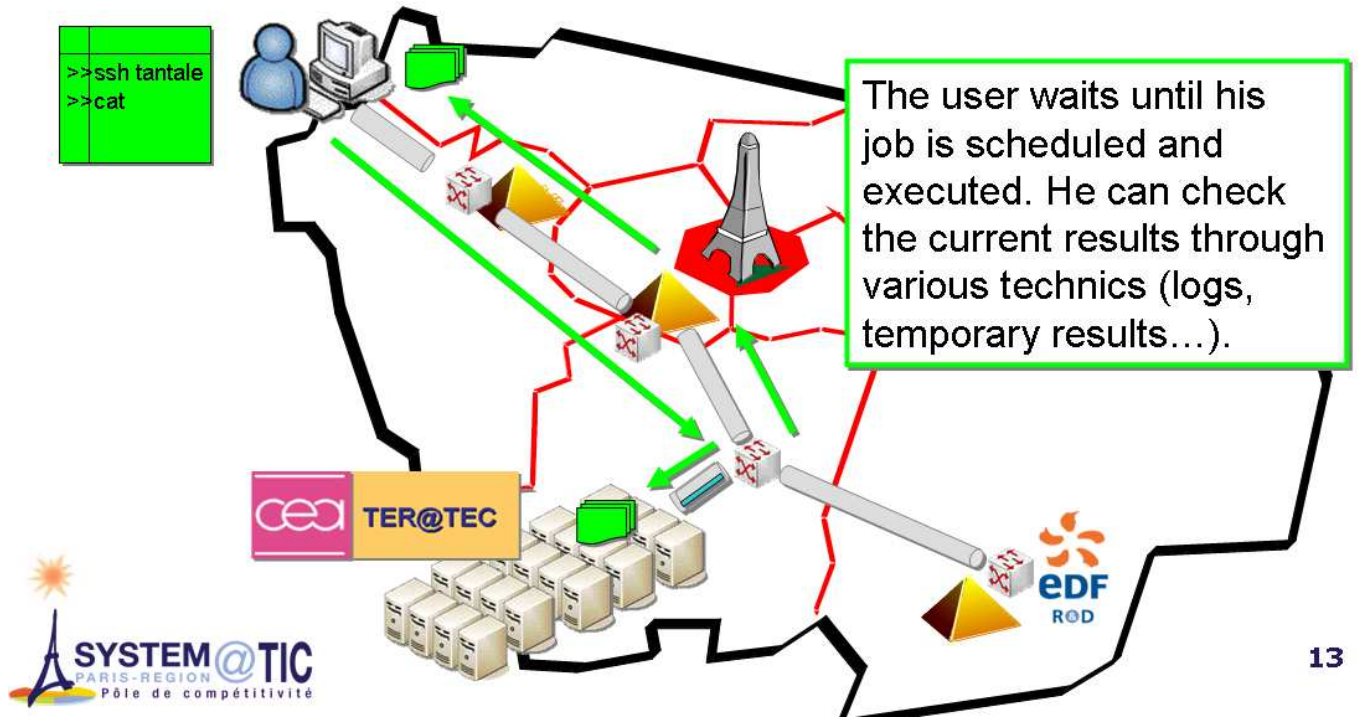 >>ssh tantale
>>cat
The user waits until his
job is scheduled and
executed. He can check
the current results through
various technics (logs,
temporary results…).
cea TER@TEC
eDF
R&D
SYSTEM@TIC
PARIS-REGION
Pôle de compétitivité
13